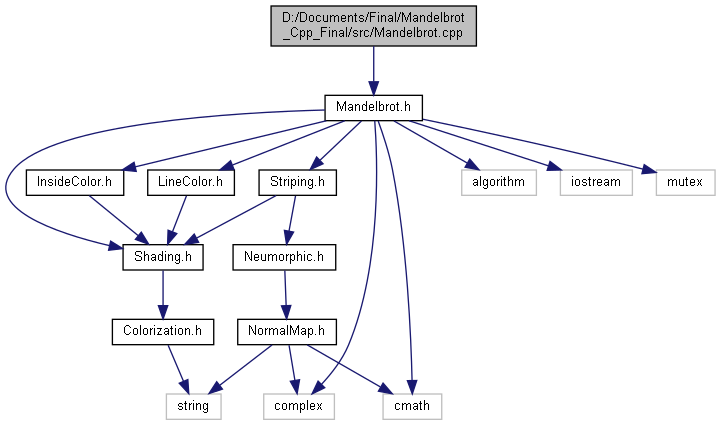 D:/Documents/Final/Mandelbrot
_Cpp_Final/src/Mandelbrot.cpp
Mandelbrot.h
InsideColor.h
LineColor.h
Striping.h
algorithm
iostream
mutex
Shading.h
Neumorphic.h
Colorization.h
NormalMap.h
string
complex
cmath